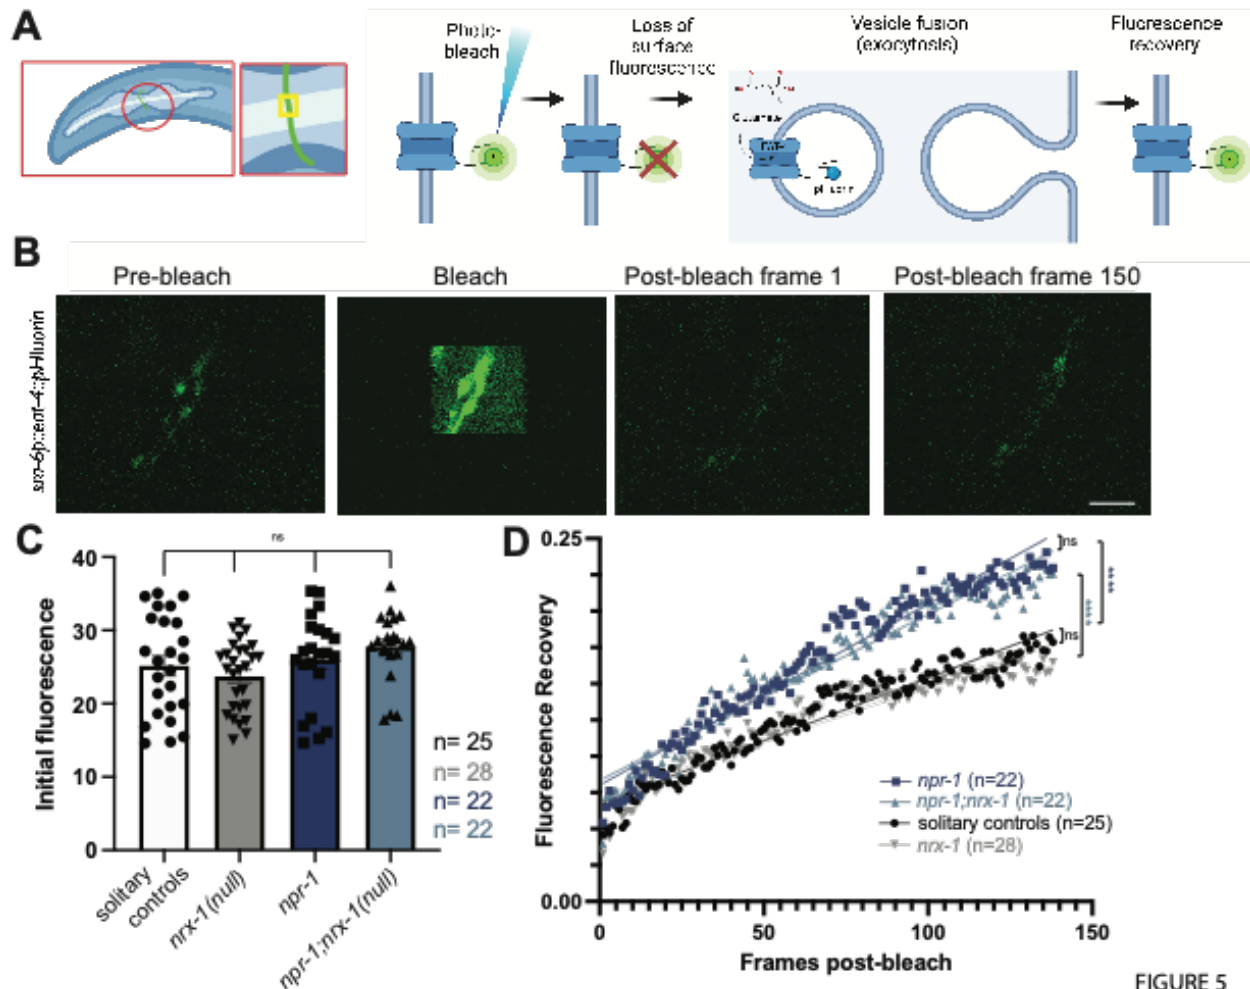 A
Photo-
bleach
Loss of
surface
fluorescence
Vesicle fusion
(exocytosis)
Fluorescence
recovery
Glutamate
pHluorin
B
Pre-bleach
Bleach
Post-bleach frame 1
Post-bleach frame 150
C
Initial fluorescence
40
30
20
10
0
ns
n= 25
n= 28
n= 22
n= 22
solitary
controls
nrx-1(null)
npr-1
npr-1;nrx-1(null)
D
Fluorescence Recovery
0.25
0.00
0
50
100
150
Frames post-bleach
]ns
]ns
****
****
npr-1 (n=22)
npr-1;nrx-1 (n=22)
solitary controls (n=25)
nrx-1 (n=28)
FIGURE 5